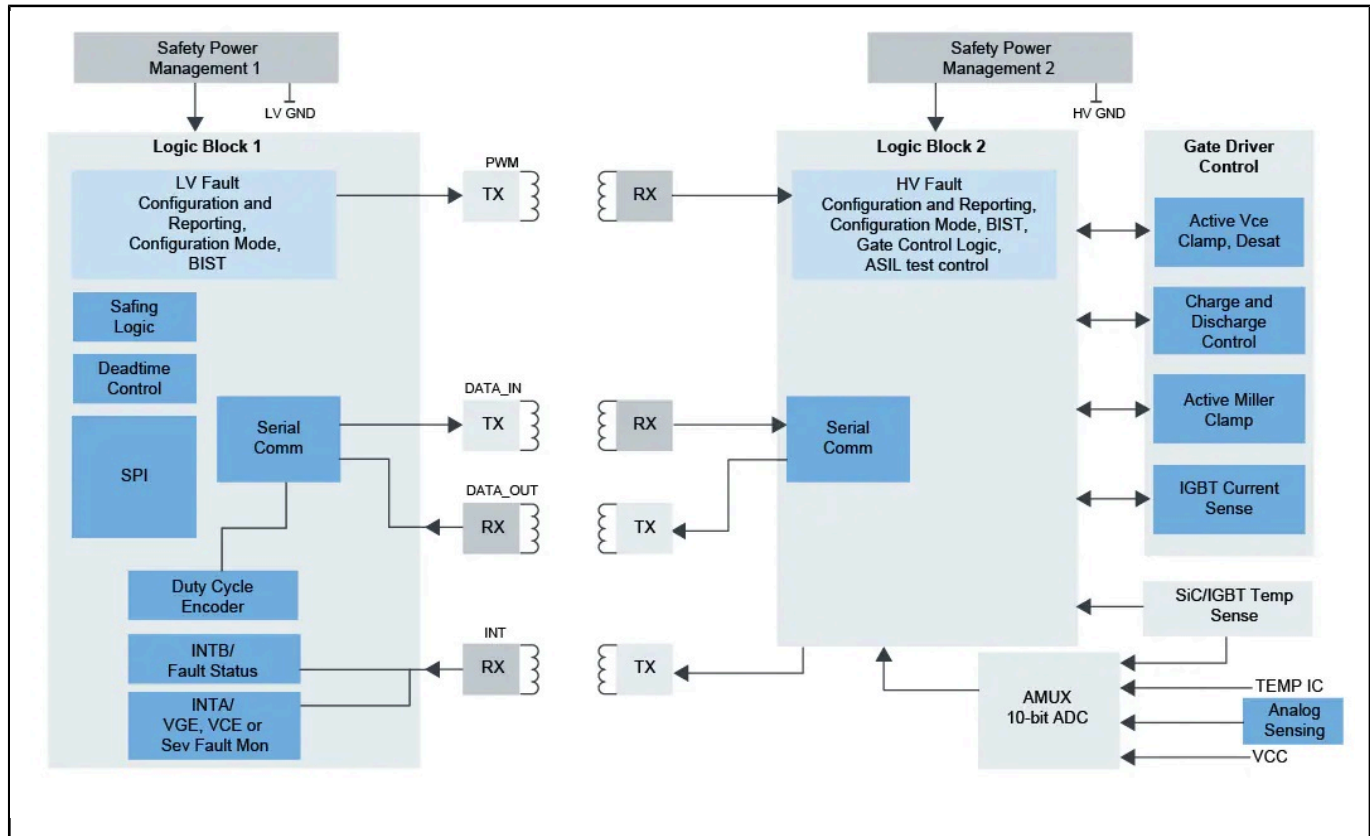 Safety Power
Management 1
LV GND
Safety Power
Management 2
HV GND
Logic Block 1
LV Fault
Configuration and
Reporting,
Configuration Mode,
BIST
Safing
Logic
Deadtime
Control
SPI
Serial
Comm
Duty Cycle
Encoder
INTB/
Fault Status
INTA/
VGE, VCE or
Sev Fault Mon
PWM
TX
RX
DATA_IN
TX
RX
DATA_OUT
RX
TX
INT
RX
TX
Logic Block 2
HV Fault
Configuration and Reporting,
Configuration Mode, BIST,
Gate Control Logic,
ASIL test control
Serial
Comm
Gate Driver
Control
Active Vce
Clamp, Desat
Charge and
Discharge
Control
Active Miller
Clamp
IGBT Current
Sense
SiC/IGBT Temp
Sense
AMUX
10-bit ADC
TEMP IC
Analog
Sensing
VCC